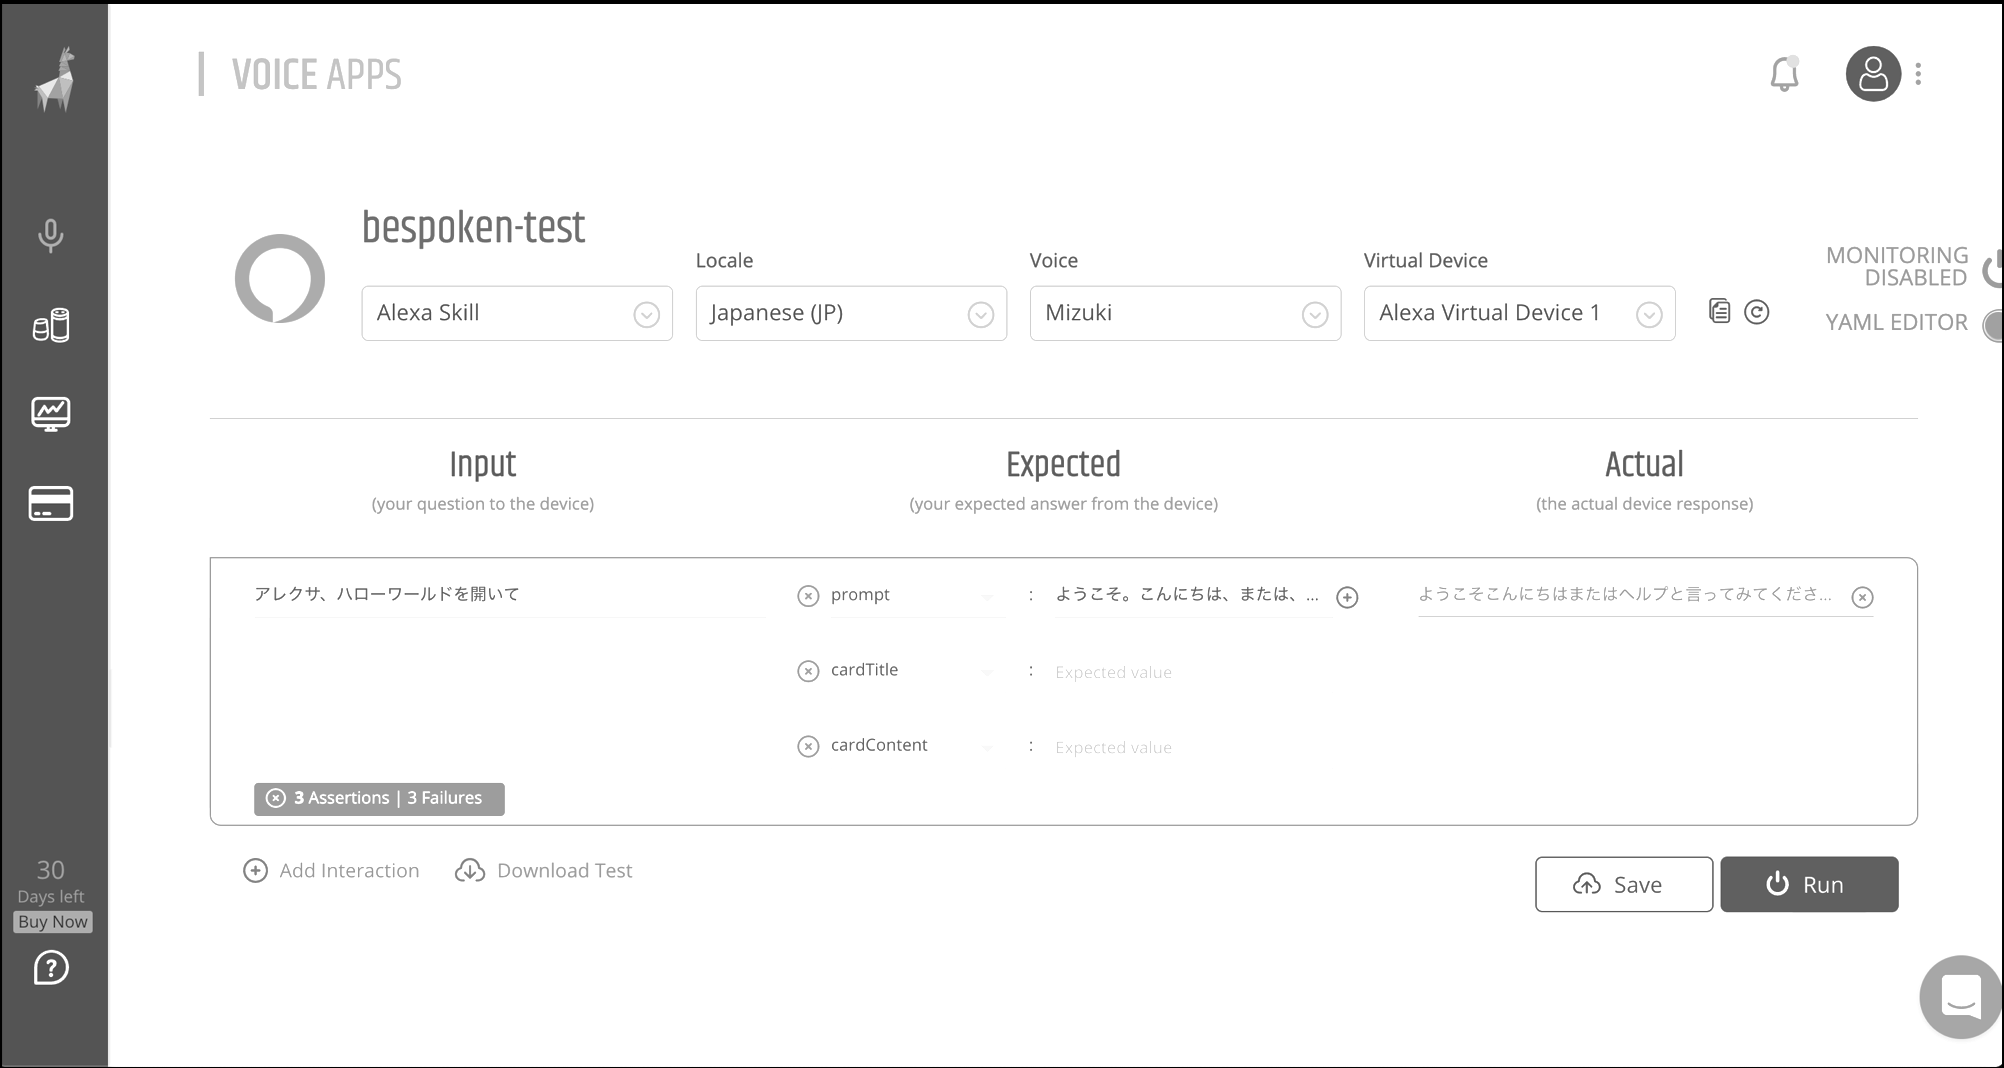 VOICE APPS
bespoken-test
Locale
Voice
Virtual Device
Alexa Skill
Japanese (JP)
Mizuki
Alexa Virtual Device 1
MONITORING
DISABLED
YAML EDITOR
Input
Expected
Actual
(your question to the device)
(your expected answer from the device)
(the actual device response)
アレクサ、ハローワールドを開いて
prompt
:
ようこそ。こんにちは、または、...
ようこそこんにちはまたはヘルプと言ってみてくださ...
cardTitle
:
Expected value
cardContent
:
Expected value
3 Assertions | 3 Failures
Add Interaction
Download Test
Save
Run
30
Days left
Buy Now